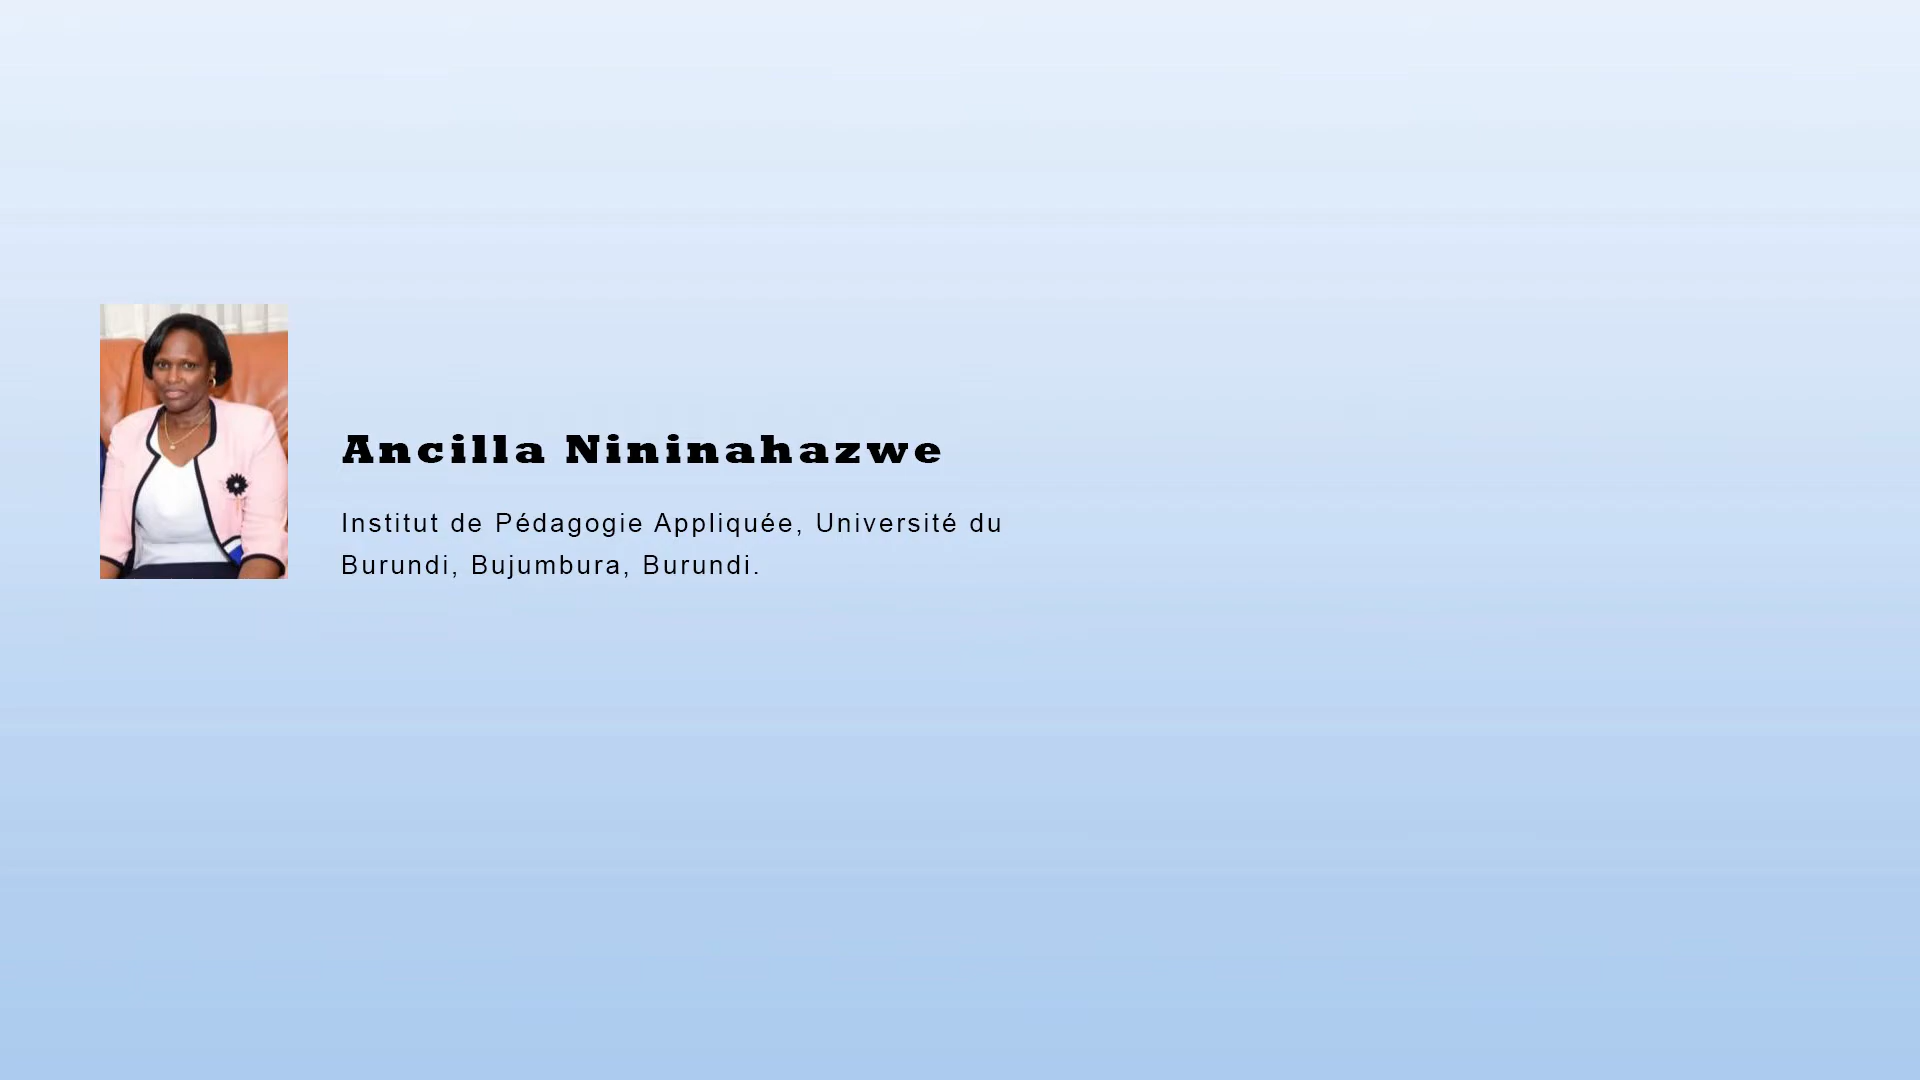 Ancilla Nininahazwe
Institut de Pédagogie Appliquée, Université du
Burundi, Bujumbura, Burundi.